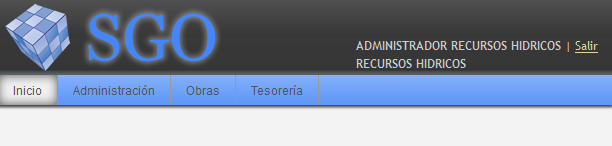 SGO
ADMINISTRADOR RECURSOS HIDRICOS | Salir
RECURSOS HIDRICOS
Inicio Administración Obras Tesorería